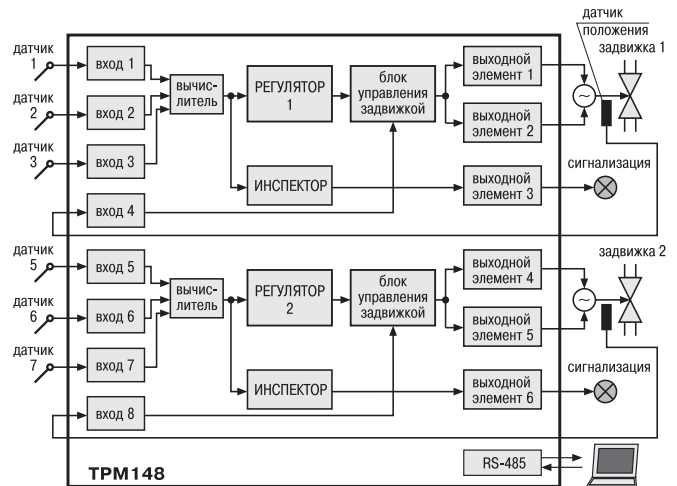 датчик
положения
задвижка 1
датчик
1
вход 1
датчик
2
вход 2
датчик
3
вход 3
вход 4
вычис-
литель
РЕГУЛЯТОР
1
блок
управления
задвижкой
выходной
элемент 1
выходной
элемент 2
~
ИНСПЕКТОР
выходной
элемент 3
сигнализация
датчик
5
вход 5
датчик
6
вход 6
датчик
7
вход 7
вход 8
вычис-
литель
РЕГУЛЯТОР
2
блок
управления
задвижкой
выходной
элемент 4
выходной
элемент 5
~
задвижка 2
ИНСПЕКТОР
выходной
элемент 6
сигнализация
ТРМ148
RS-485